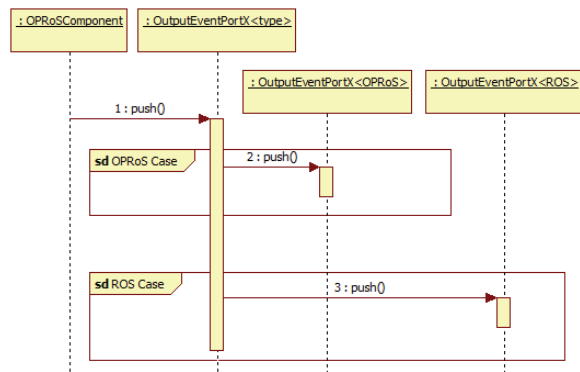 : OPRoSComponent
: OutputEventPortX<type>
: OutputEventPortX<OPRoS>
: OutputEventPortX<ROS>
1 : push()
sd OPRoS Case
2 : push()
sd ROS Case
3 : push()